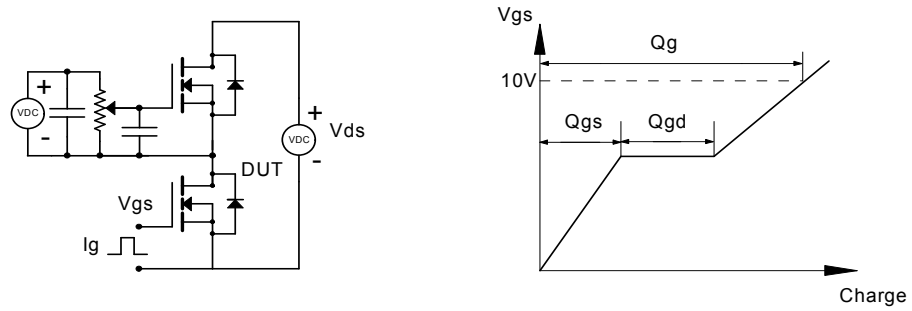 +
VDC
-
+
VDC
-
Vds
DUT
Vgs
Ig
Vgs
Qg
10V
Qgs
Qgd
Charge